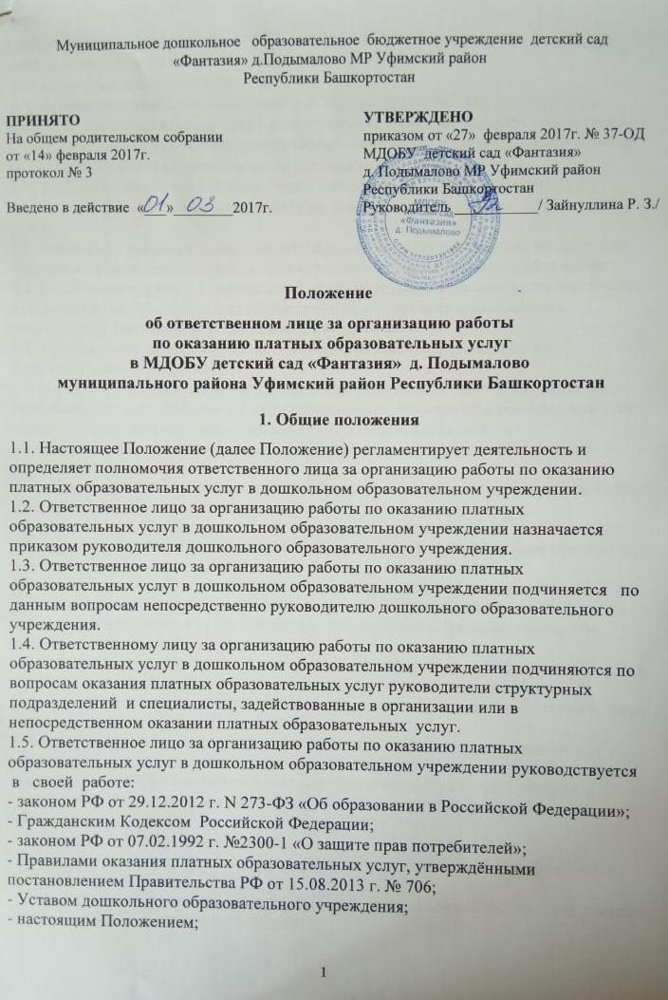 Муниципальное дошкольное образовательное бюджетное учреждение детский сад
«Фантазия» д.Подымалово МР Уфимский район
Республики Башкортостан
ПРИНЯТО
На общем родительском собрании
от «14» февраля 2017г.
протокол № 3
Введено в действие «01» 03 2017г.
УТВЕРЖДЕНО
приказом от «27» февраля 2017г. № 37-ОД
МДОБУ детский сад «Фантазия»
д. Подымалово МР Уфимский район
Республики Башкортостан
Руководитель ____________/ Зайнуллина Р. З./
МДОБУ
детский сад
«Фантазия»
д. Подымалово
Положение
об ответственном лице за организацию работы
по оказанию платных образовательных услуг
в МДОБУ детский сад «Фантазия» д. Подымалово
муниципального района Уфимский район Республики Башкортостан
1. Общие положения
1.1. Настоящее Положение (далее Положение) регламентирует деятельность и
определяет полномочия ответственного лица за организацию работы по оказанию
платных образовательных услуг в дошкольном образовательном учреждении.
1.2. Ответственное лицо за организацию работы по оказанию платных
образовательных услуг в дошкольном образовательном учреждении назначается
приказом руководителя дошкольного образовательного учреждения.
1.3. Ответственное лицо за организацию работы по оказанию платных
образовательных услуг в дошкольном образовательном учреждении подчиняется по
данным вопросам непосредственно руководителю дошкольного образовательного
учреждения.
1.4. Ответственному лицу за организацию работы по оказанию платных
образовательных услуг в дошкольном образовательном учреждении подчиняются по
вопросам оказания платных образовательных услуг руководители структурных
подразделений и специалисты, задействованные в организации или в
непосредственном оказании платных образовательных услуг.
1.5. Ответственное лицо за организацию работы по оказанию платных
образовательных услуг в дошкольном образовательном учреждении руководствуется
в своей работе:
- законом РФ от 29.12.2012 г. N 273-ФЗ «Об образовании в Российской Федерации»;
- Гражданским Кодексом Российской Федерации;
- законом РФ от 07.02.1992 г. №2300-1 «О защите прав потребителей»;
- Правилами оказания платных образовательных услуг, утверждёнными
постановлением Правительства РФ от 15.08.2013 г. № 706;
- Уставом дошкольного образовательного учреждения;
- настоящим Положением;
1